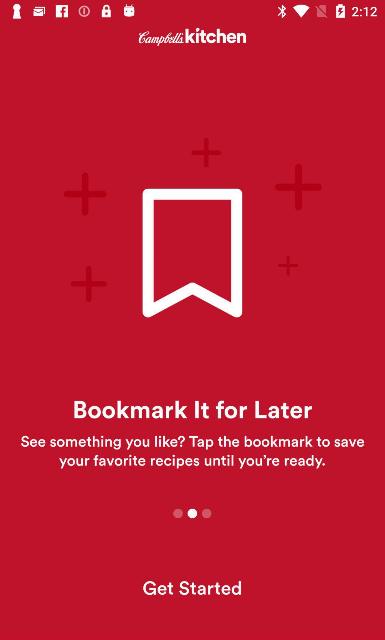 2:12
Campbell's kitchen
Bookmark It for Later
See something you like? Tap the bookmark to save
your favorite recipes until you're ready.
Get Started